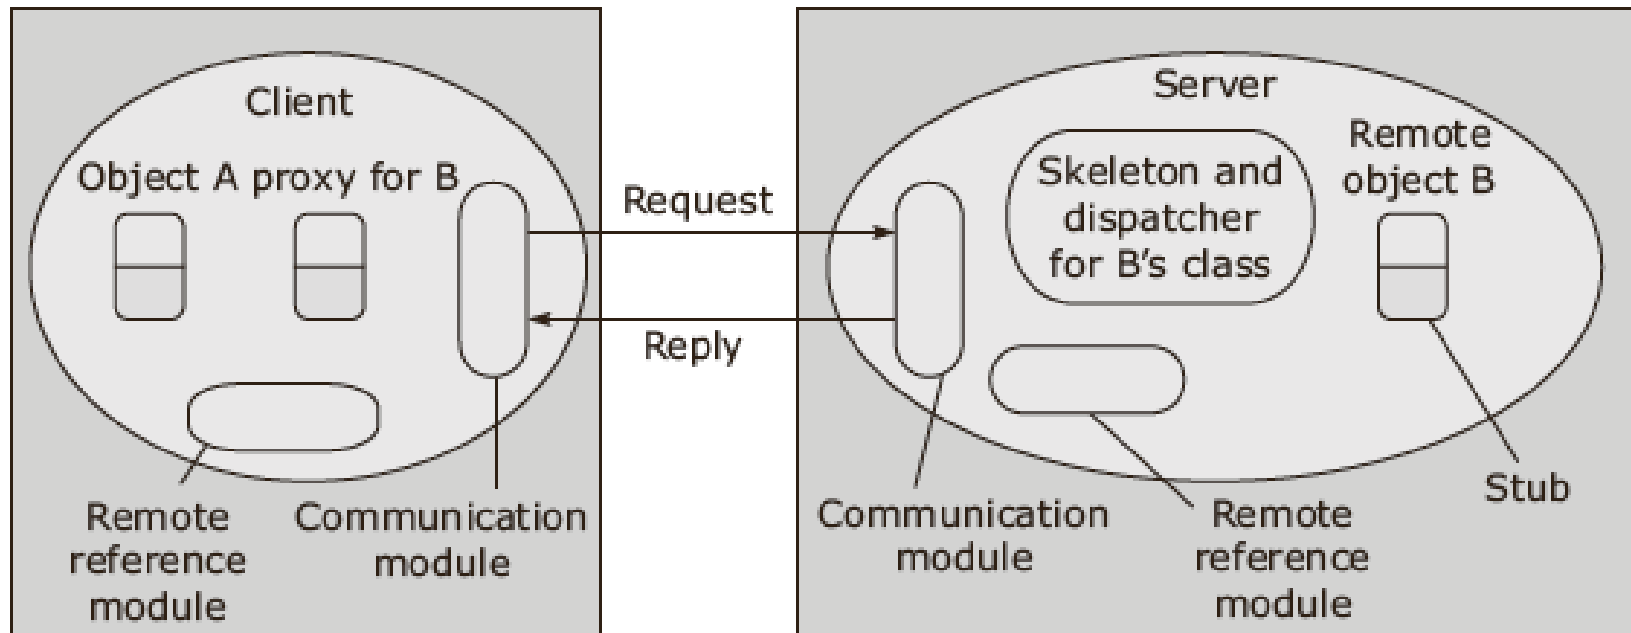 Client
Object A proxy for B
Remote
reference
module
Communication
module
Request
Reply
Server
Skeleton and
dispatcher
for B's class
Remote
object B
Communication
module
Remote
reference
module
Stub